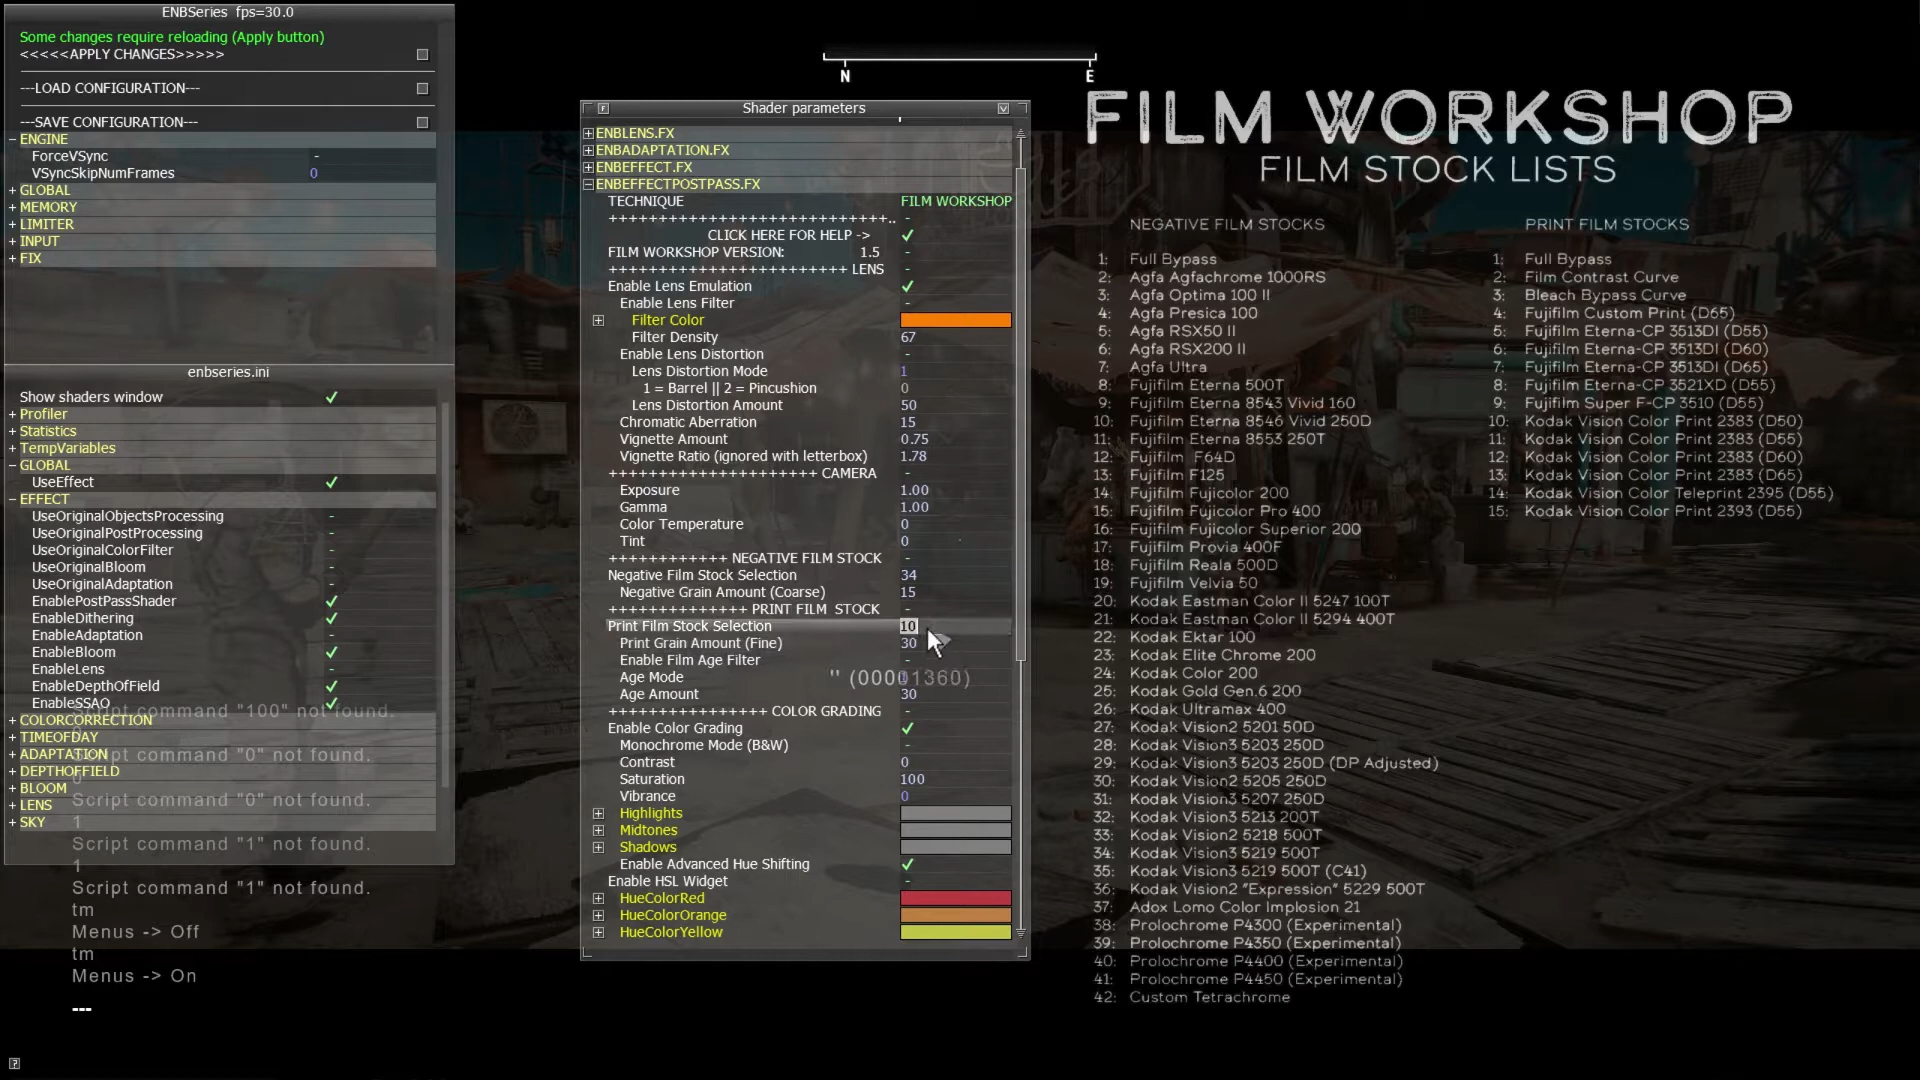 ENBSeries fps=30.0
Some changes require reloading (Apply button)
<<<<<APPLY CHANGES>>>>>
---LOAD CONFIGURATION---
---SAVE CONFIGURATION---
− ENGINE
ForceVSync -
VSyncSkipNumFrames 0
+ GLOBAL
+ MEMORY
+ LIMITER
+ INPUT
+ FIX
enbseries.ini
Show shaders window ✓
+ Profiler
+ Statistics
+ TempVariables
− GLOBAL
UseEffect ✓
− EFFECT
UseOriginalObjectsProcessing -
UseOriginalPostProcessing -
UseOriginalColorFilter -
UseOriginalBloom -
UseOriginalAdaptation -
EnablePostPassShader ✓
EnableDithering ✓
EnableAdaptation -
EnableBloom ✓
EnableLens -
EnableDepthOfField ✓
EnableSSAO ✓
+ COLORCORRECTION
+ TIMEOFDAY
+ ADAPTATION
+ DEPTHOFFIELD
+ BLOOM
+ LENS
+ SKY
Script command "100" not found.
0
Script command "0" not found.
0
Script command "0" not found.
1
Script command "1" not found.
1
Script command "1" not found.
tm
Menus -> Off
tm
Menus -> On
---
?
N E
F Shader parameters V
+ ENBLENS.FX
+ ENBADAPTATION.FX
+ ENBEFFECT.FX
− ENBEFFECTPOSTPASS.FX
TECHNIQUE FILM WORKSHOP
++++++++++++++++++++++++++++.. -
CLICK HERE FOR HELP -> ✓
FILM WORKSHOP VERSION: 1.5 -
++++++++++++++++++++++++ LENS -
Enable Lens Emulation ✓
Enable Lens Filter -
+ Filter Color
Filter Density 67
Enable Lens Distortion -
Lens Distortion Mode 1
1 = Barrel || 2 = Pincushion 0
Lens Distortion Amount 50
Chromatic Aberration 15
Vignette Amount 0.75
Vignette Ratio (ignored with letterbox) 1.78
+++++++++++++++++++++ CAMERA -
Exposure 1.00
Gamma 1.00
Color Temperature 0
Tint 0
++++++++++++ NEGATIVE FILM STOCK -
Negative Film Stock Selection 34
Negative Grain Amount (Coarse) 15
++++++++++++++ PRINT FILM STOCK -
Print Film Stock Selection 10
Print Grain Amount (Fine) 30
Enable Film Age Filter -
Age Mode
'' (00001360)
Age Amount 30
++++++++++++++++ COLOR GRADING -
Enable Color Grading ✓
Monochrome Mode (B&W) -
Contrast 0
Saturation 100
Vibrance 0
+ Highlights
+ Midtones
+ Shadows
Enable Advanced Hue Shifting ✓
Enable HSL Widget -
+ HueColorRed
+ HueColorOrange
+ HueColorYellow
FILM WORKSHOP
FILM STOCK LISTS
NEGATIVE FILM STOCKS
1: Full Bypass
2: Agfa Agfachrome 1000RS
3: Agfa Optima 100 II
4: Agfa Presica 100
5: Agfa RSX50 II
6: Agfa RSX200 II
7: Agfa Ultra
8: Fujifilm Eterna 500T
9: Fujifilm Eterna 8543 Vivid 160
10: Fujifilm Eterna 8546 Vivid 250D
11: Fujifilm Eterna 8553 250T
12: Fujifilm F64D
13: Fujifilm F125
14: Fujifilm Fujicolor 200
15: Fujifilm Fujicolor Pro 400
16: Fujifilm Fujicolor Superior 200
17: Fujifilm Provia 400F
18: Fujifilm Reala 500D
19: Fujifilm Velvia 50
20: Kodak Eastman Color II 5247 100T
21: Kodak Eastman Color II 5294 400T
22: Kodak Ektar 100
23: Kodak Elite Chrome 200
24: Kodak Color 200
25: Kodak Gold Gen.6 200
26: Kodak Ultramax 400
27: Kodak Vision2 5201 50D
28: Kodak Vision3 5203 250D
29: Kodak Vision3 5203 250D (DP Adjusted)
30: Kodak Vision2 5205 250D
31: Kodak Vision3 5207 250D
32: Kodak Vision3 5213 200T
33: Kodak Vision2 5218 500T
34: Kodak Vision3 5219 500T
35: Kodak Vision3 5219 500T (C41)
36: Kodak Vision2 "Expression" 5229 500T
37: Adox Lomo Color Implosion 21
38: Prolochrome P4300 (Experimental)
39: Prolochrome P4350 (Experimental)
40: Prolochrome P4400 (Experimental)
41: Prolochrome P4450 (Experimental)
42: Custom Tetrachrome
PRINT FILM STOCKS
1: Full Bypass
2: Film Contrast Curve
3: Bleach Bypass Curve
4: Fujifilm Custom Print (D65)
5: Fujifilm Eterna-CP 3513DI (D55)
6: Fujifilm Eterna-CP 3513DI (D60)
7: Fujifilm Eterna-CP 3513DI (D65)
8: Fujifilm Eterna-CP 3521XD (D55)
9: Fujifilm Super F-CP 3510 (D55)
10: Kodak Vision Color Print 2383 (D50)
11: Kodak Vision Color Print 2383 (D55)
12: Kodak Vision Color Print 2383 (D60)
13: Kodak Vision Color Print 2383 (D65)
14: Kodak Vision Color Teleprint 2395 (D55)
15: Kodak Vision Color Print 2393 (D55)